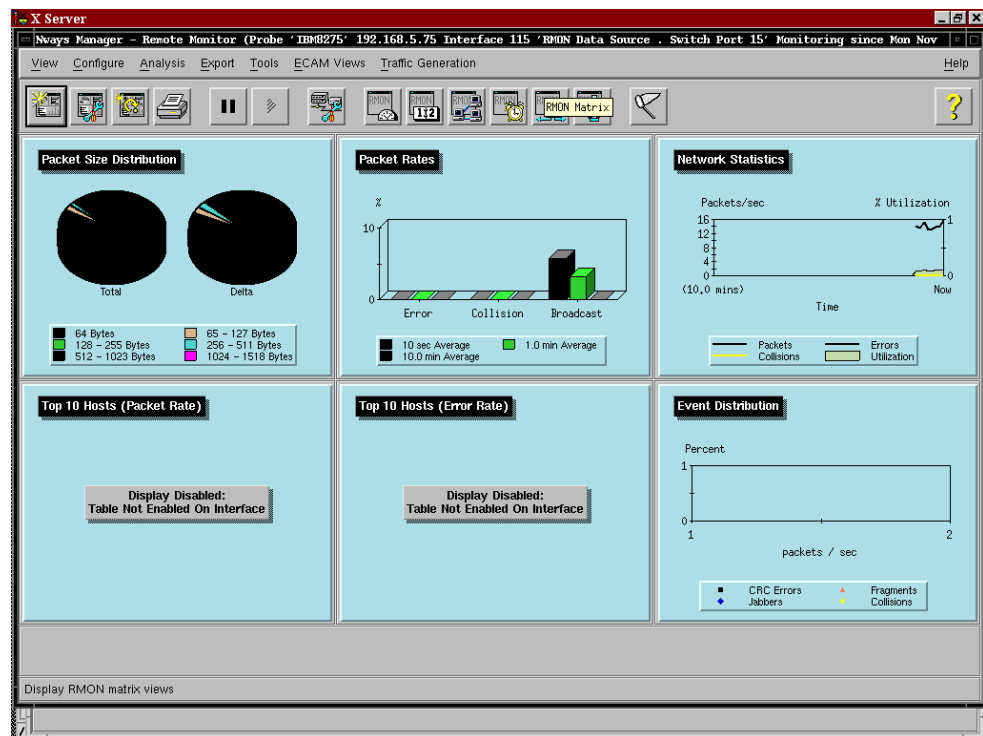 X Server
Nways Manager - Remote Monitor (Probe 'IBM8275' 192.168.5.75 Interface 115 'RMON Data Source . Switch Port 15' Monitoring since Mon Nov
View Configure Analysis Export Tools ECAM Views Traffic Generation Help
RMON RMON RMON RMON RMON Matrix ?
1 2
Packet Size Distribution
Total Delta
64 Bytes 65 - 127 Bytes
128 - 255 Bytes 256 - 511 Bytes
512 - 1023 Bytes 1024 - 1518 Bytes
Packet Rates
%
10
0
Error Collision Broadcast
10 sec Average 1.0 min Average
10.0 min Average
Network Statistics
Packets/sec % Utilization
16 1
12
8
4
0 0
(10.0 mins) Now
Time
Packets Errors
Collisions Utilization
Top 10 Hosts (Packet Rate)
Display Disabled:
Table Not Enabled On Interface
Top 10 Hosts (Error Rate)
Display Disabled:
Table Not Enabled On Interface
Event Distribution
Percent
1
0
1 2
packets / sec
CRC Errors Fragments
Jabbers Collisions
Display RMON matrix views